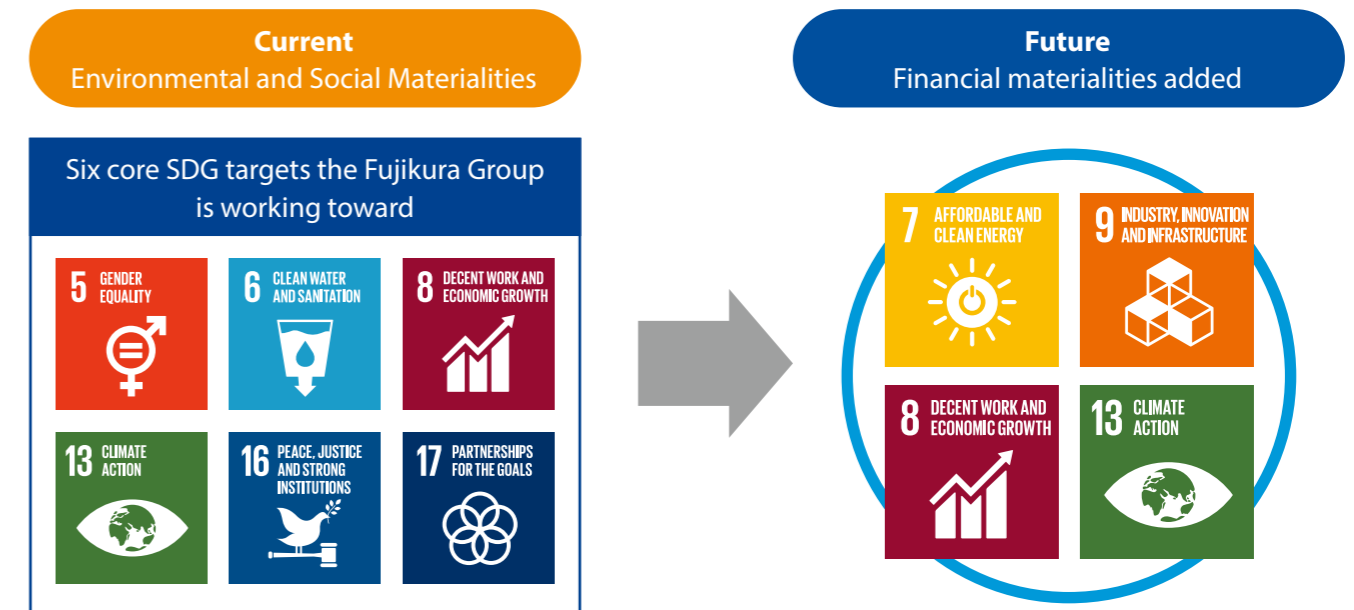 Current
Environmental and Social Materialities
Six core SDG targets the Fujikura Group
is working toward
5 GENDER
EQUALITY
6 CLEAN WATER
AND SANITATION
8 DECENT WORK AND
ECONOMIC GROWTH
13 CLIMATE
ACTION
16 PEACE, JUSTICE
AND STRONG
INSTITUTIONS
17 PARTNERSHIPS
FOR THE GOALS
Future
Financial materialities added
7 AFFORDABLE AND
CLEAN ENERGY
9 INDUSTRY, INNOVATION
AND INFRASTRUCTURE
8 DECENT WORK AND
ECONOMIC GROWTH
13 CLIMATE
ACTION